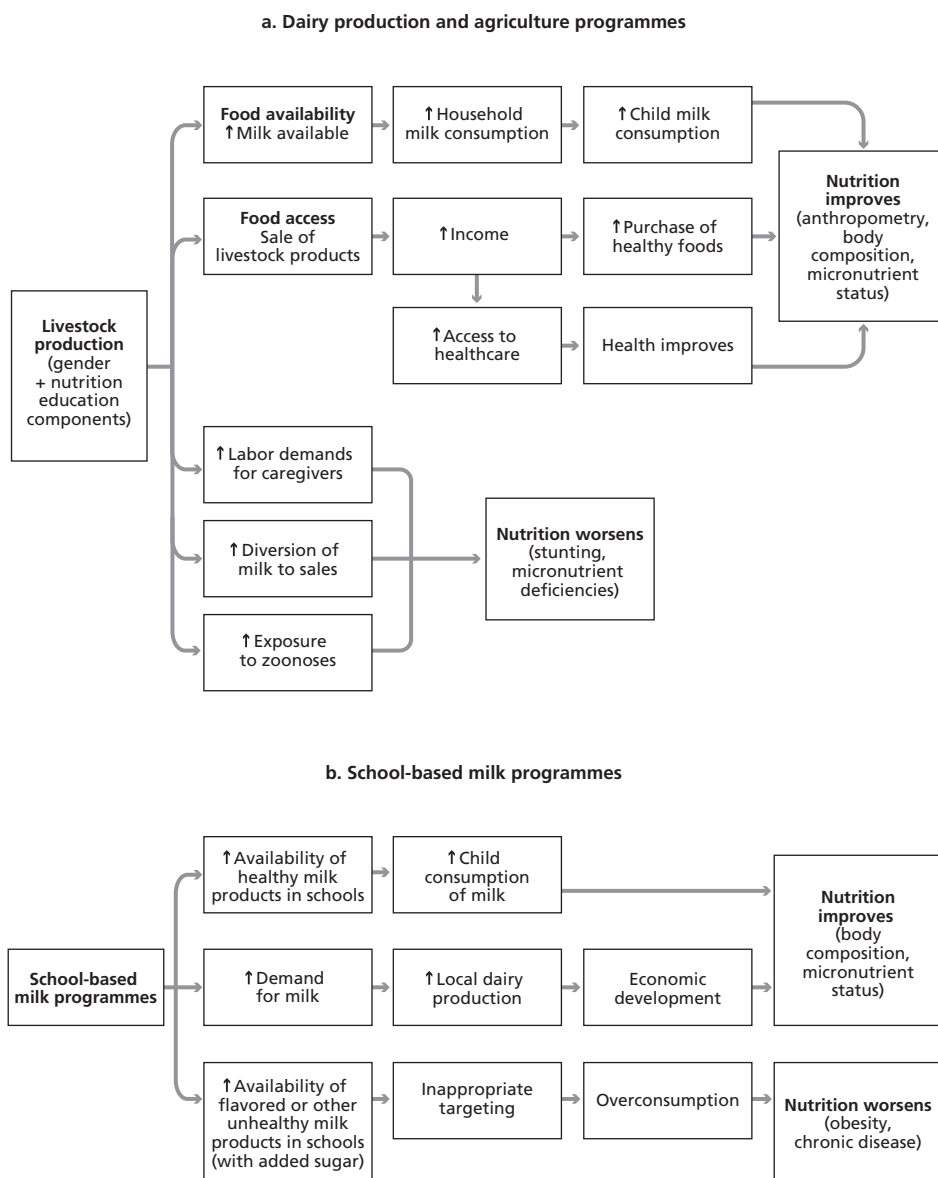 a. Dairy production and agriculture programmes
Food availability
↑Milk available
↑Household
milk consumption
↑Child milk
consumption
Nutrition
improves
(anthropometry,
body
composition,
micronutrient
status)
Food access
Sale of
livestock products
↑Income
↑Purchase of
healthy foods
Livestock
production
(gender
+ nutrition
education
components)
↑Access to
healthcare
Health improves
↑Labor demands
for caregivers
↑Diversion of
milk to sales
Nutrition worsens
(stunting,
micronutrient
deficiencies)
↑Exposure
to zoonoses
b. School-based milk programmes
↑Availability of
healthy milk
products in schools
↑Child
consumption
of milk
Nutrition
improves
(body
composition,
micronutrient
status)
School-based
milk programmes
↑Demand
for milk
↑Local dairy
production
Economic
development
↑Availability of
flavored or other
unhealthy milk
products in schools
(with added sugar)
Inappropriate
targeting
Overconsumption
Nutrition worsens
(obesity,
chronic disease)